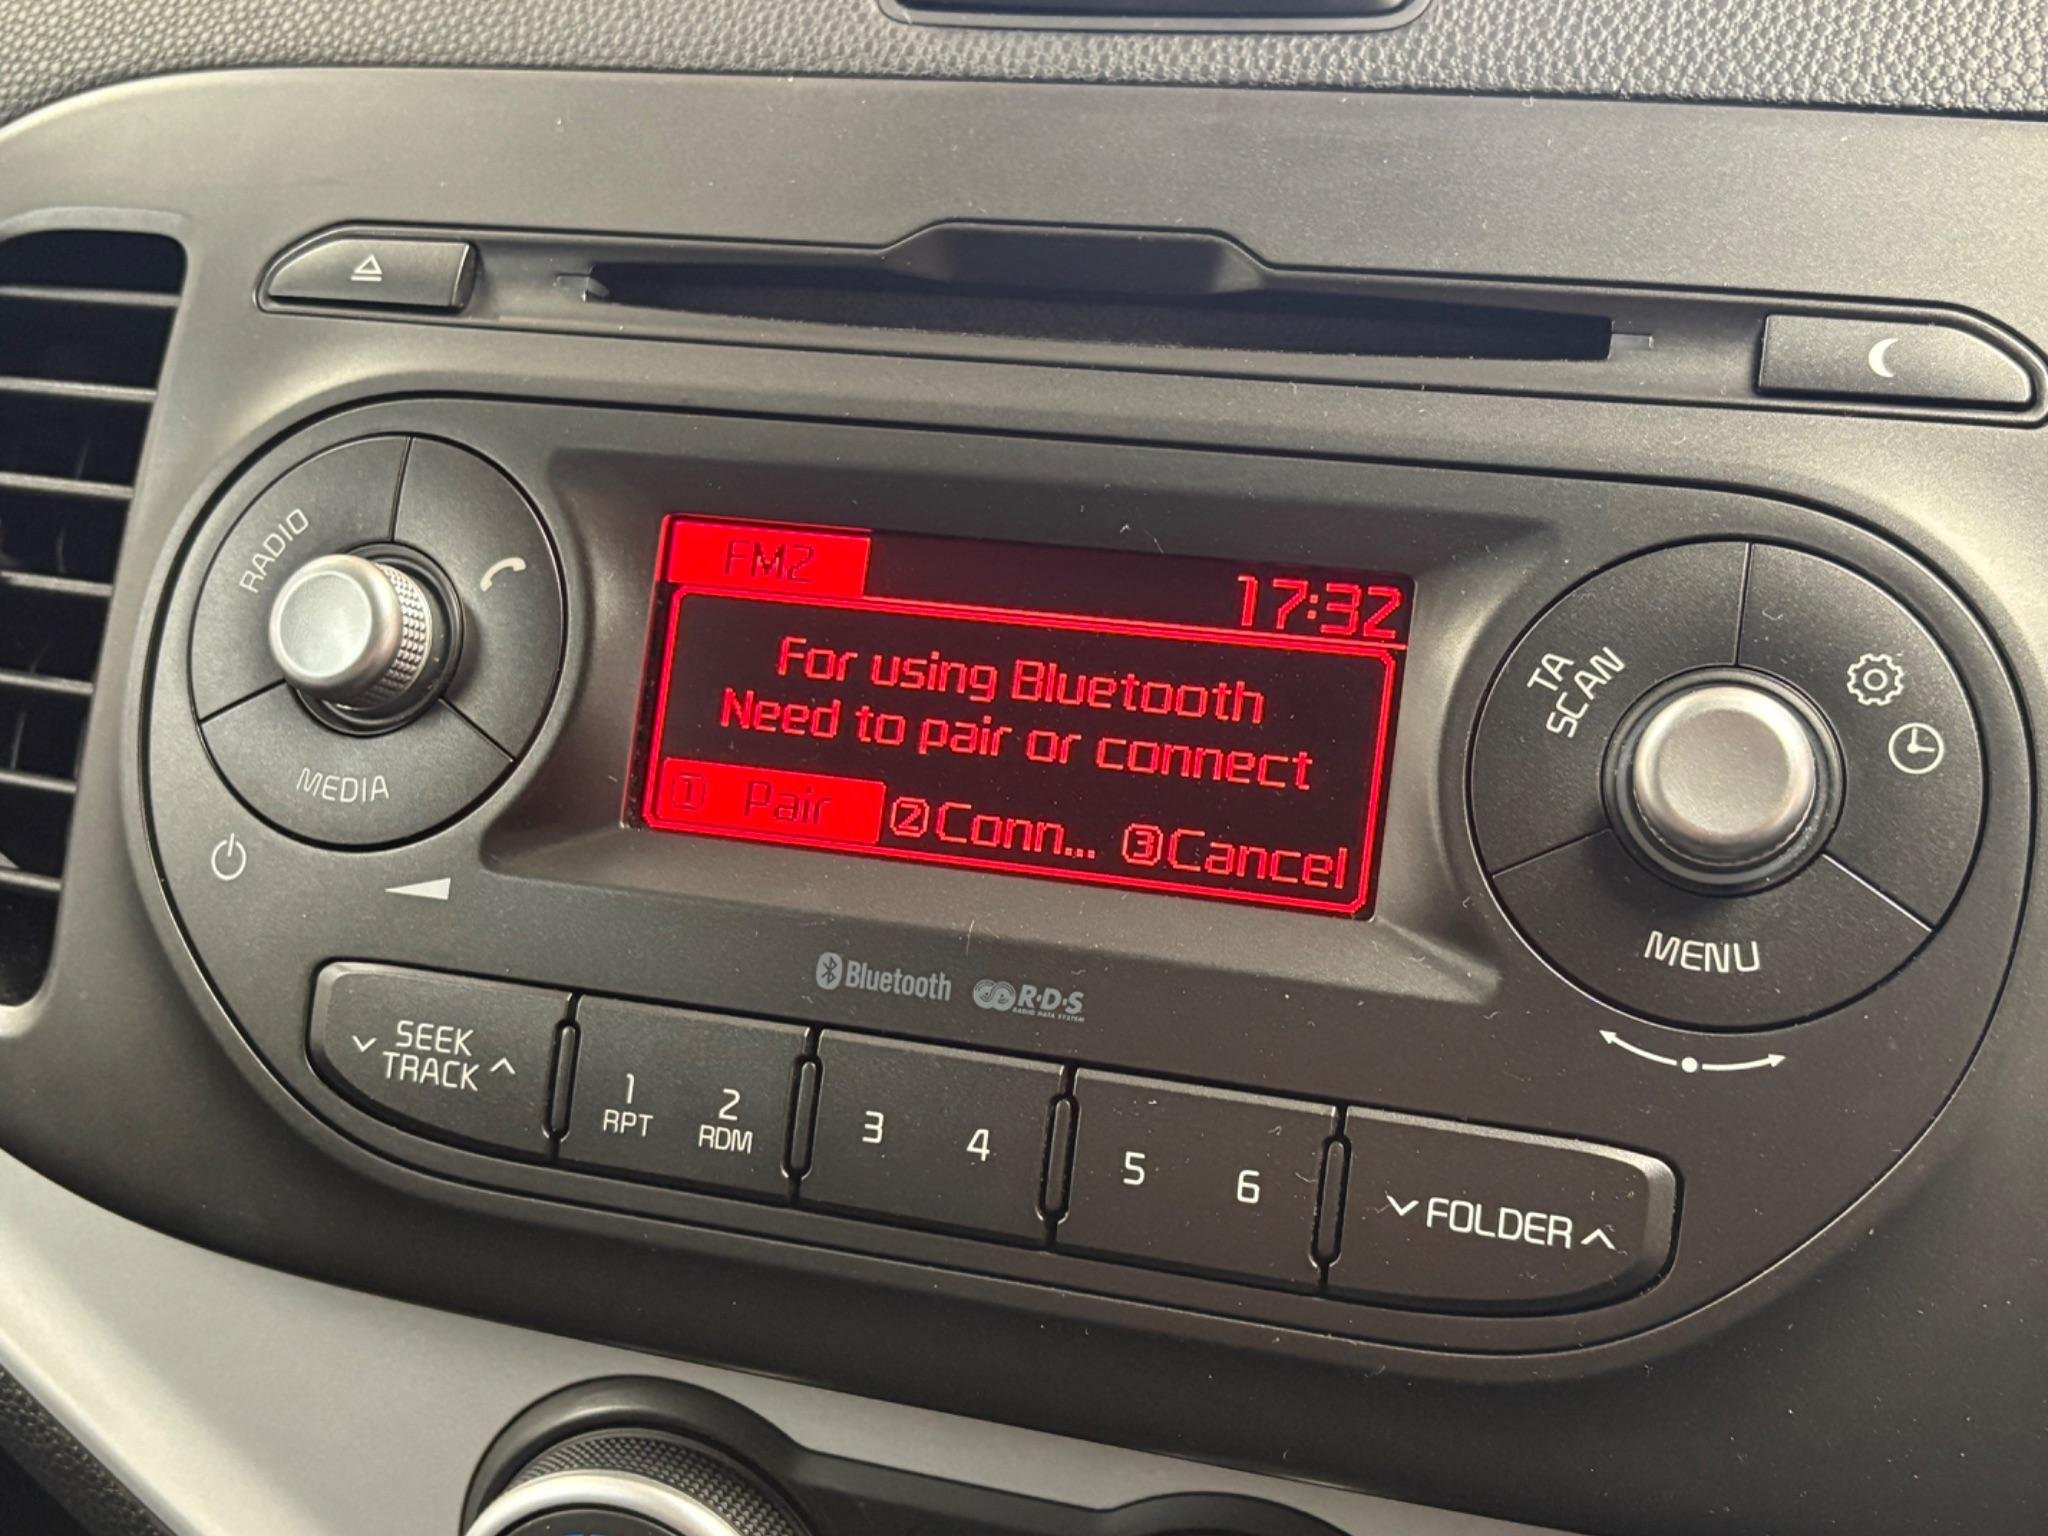 RADIO
MEDIA
FM2
17:32
For using Bluetooth
Need to pair or connect
① Pair ②Conn... ③Cancel
TA
SCAN
MENU
Bluetooth
R·D·S
RADIO DATA SYSTEM
SEEK
TRACK
1
RPT
2
RDM
3
4
5
6
FOLDER